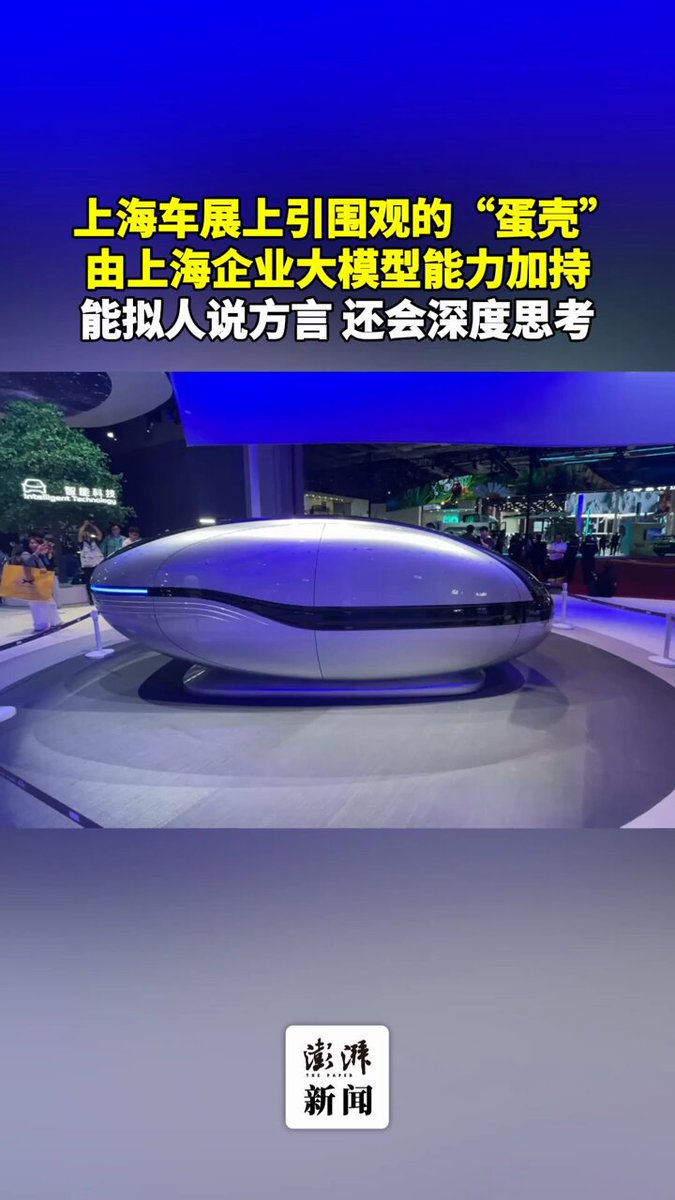 上海车展上引围观的“蛋壳”
由上海企业大模型能力加持
能拟人说方言 还会深度思考
智能科技
Intelligent Technology
澎湃
THE PAPER
新闻